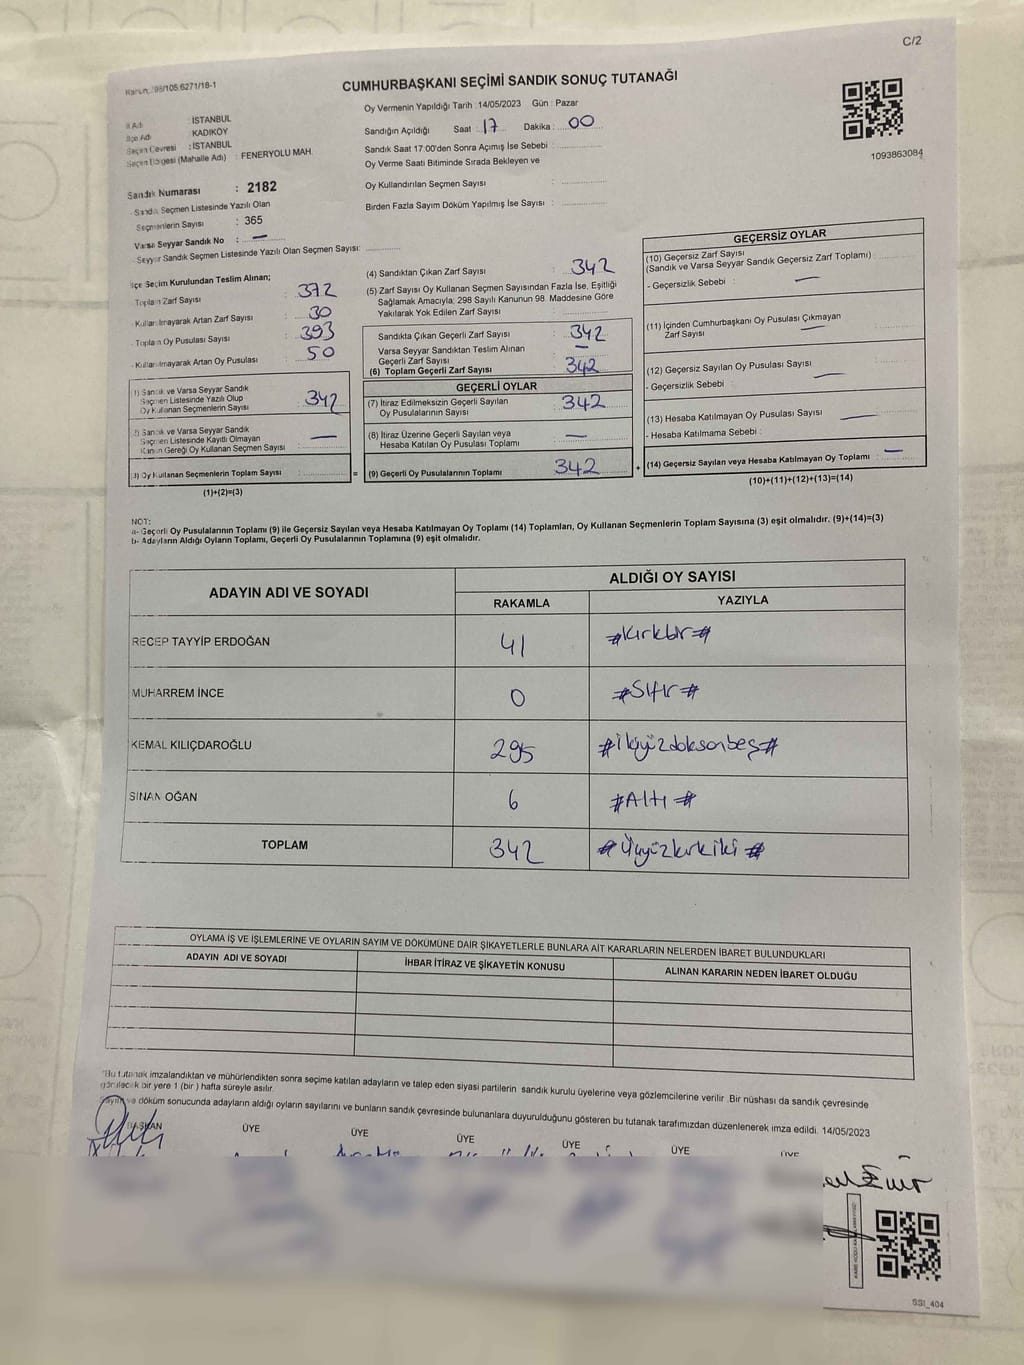 C/2
Kanun: /98/105:6271/18-1
CUMHURBAŞKANI SEÇİMİ SANDIK SONUÇ TUTANAĞI
Oy Vermenin Yapıldığı Tarih : 14/05/2023 Gün : Pazar
İl Adı : İSTANBUL
İlçe Adı : KADIKÖY
Seçim Çevresi : İSTANBUL
Seçim Bölgesi (Mahalle Adı) : FENERYOLU MAH.
Sandığın Açıldığı Saat : 17 Dakika : 00
Sandık Saat 17:00'den Sonra Açımış İse Sebebi :
Oy Verme Saati Bitiminde Sırada Bekleyen ve
Oy Kullandırılan Seçmen Sayısı :
Birden Fazla Sayım Döküm Yapılmış İse Sayısı :
1093863084
Sandık Numarası : 2182
Sandık Seçmen Listesinde Yazılı Olan
Seçmenlerin Sayısı : 365
Varsa Seyyar Sandık No : —
Seyyar Sandık Seçmen Listesinde Yazılı Olan Seçmen Sayısı:
İlçe Seçim Kurulundan Teslim Alınan;
Toplam Zarf Sayısı 372
Kullanılmayarak Artan Zarf Sayısı 30
Toplam Oy Pusulası Sayısı 393
Kullanılmayarak Artan Oy Pusulası 50
(4) Sandıktan Çıkan Zarf Sayısı 342
(5) Zarf Sayısı Oy Kullanan Seçmen Sayısından Fazla İse, Eşitliği
Sağlamak Amacıyla; 298 Sayılı Kanunun 98. Maddesine Göre
Yakılarak Yok Edilen Zarf Sayısı :
Sandıkta Çıkan Geçerli Zarf Sayısı : 342
Varsa Seyyar Sandıktan Teslim Alınan
Geçerli Zarf Sayısı : —
(6) Toplam Geçerli Zarf Sayısı : 342
1) Sandık ve Varsa Seyyar Sandık
Seçmen Listesinde Yazılı Olup
Oy Kullanan Seçmenlerin Sayısı : 342
2) Sandık ve Varsa Seyyar Sandık
Seçmen Listesinde Kayıtlı Olmayan
Kanun Gereği Oy Kullanan Seçmen Sayısı : —
3) Oy Kullanan Seçmenlerin Toplam Sayısı :
(1)+(2)=(3)
=
GEÇERLİ OYLAR
(7) İtiraz Edilmeksizin Geçerli Sayılan
Oy Pusulalarının Sayısı : 342
(8) İtiraz Üzerine Geçerli Sayılan veya
Hesaba Katılan Oy Pusulası Toplamı : —
(9) Geçerli Oy Pusulalarının Toplamı 342
+
GEÇERSİZ OYLAR
(10) Geçersiz Zarf Sayısı
(Sandık ve Varsa Seyyar Sandık Geçersiz Zarf Toplamı) :
- Geçersizlik Sebebi : —
(11) İçinden Cumhurbaşkanı Oy Pusulası Çıkmayan
Zarf Sayısı : —
(12) Geçersiz Sayılan Oy Pusulası Sayısı :
- Geçersizlik Sebebi : —
(13) Hesaba Katılmayan Oy Pusulası Sayısı : —
- Hesaba Katılmama Sebebi :
(14) Geçersiz Sayılan veya Hesaba Katılmayan Oy Toplamı : —
(10)+(11)+(12)+(13)=(14)
NOT:
a- Geçerli Oy Pusulalarının Toplamı (9) ile Geçersiz Sayılan veya Hesaba Katılmayan Oy Toplamı (14) Toplamları, Oy Kullanan Seçmenlerin Toplam Sayısına (3) eşit olmalıdır. (9)+(14)=(3)
b- Adayların Aldığı Oyların Toplamı, Geçerli Oy Pusulalarının Toplamına (9) eşit olmalıdır.
ADAYIN ADI VE SOYADI
ALDIĞI OY SAYISI
RAKAMLA YAZIYLA
RECEP TAYYİP ERDOĞAN 41 #Kırkbir#
MUHARREM İNCE 0 #Sıfır#
KEMAL KILIÇDAROĞLU 295 #İkiyüzdoksanbeş#
SİNAN OĞAN 6 #Altı#
TOPLAM 342 #Üçyüzkırkiki#
OYLAMA İŞ VE İŞLEMLERİNE VE OYLARIN SAYIM VE DÖKÜMÜNE DAİR ŞİKAYETLERLE BUNLARA AİT KARARLARIN NELERDEN İBARET BULUNDUKLARI
ADAYIN ADI VE SOYADI İHBAR İTİRAZ VE ŞİKAYETİN KONUSU ALINAN KARARIN NEDEN İBARET OLDUĞU
*Bu tutanak imzalandıktan ve mühürlendikten sonra seçime katılan adayların ve talep eden siyasi partilerin sandık kurulu üyelerine veya gözlemcilerine verilir .Bir nüshası da sandık çevresinde
görülecek bir yere 1 (bir ) hafta süreyle asılır.
Sayım ve döküm sonucunda adayların aldığı oyların sayılarını ve bunların sandık çevresinde bulunanlara duyurulduğunu gösteren bu tutanak tarafımızdan düzenlenerek imza edildi. 14/05/2023
BAŞKAN ÜYE ÜYE ÜYE ÜYE ÜYE ÜYE
SSI_404